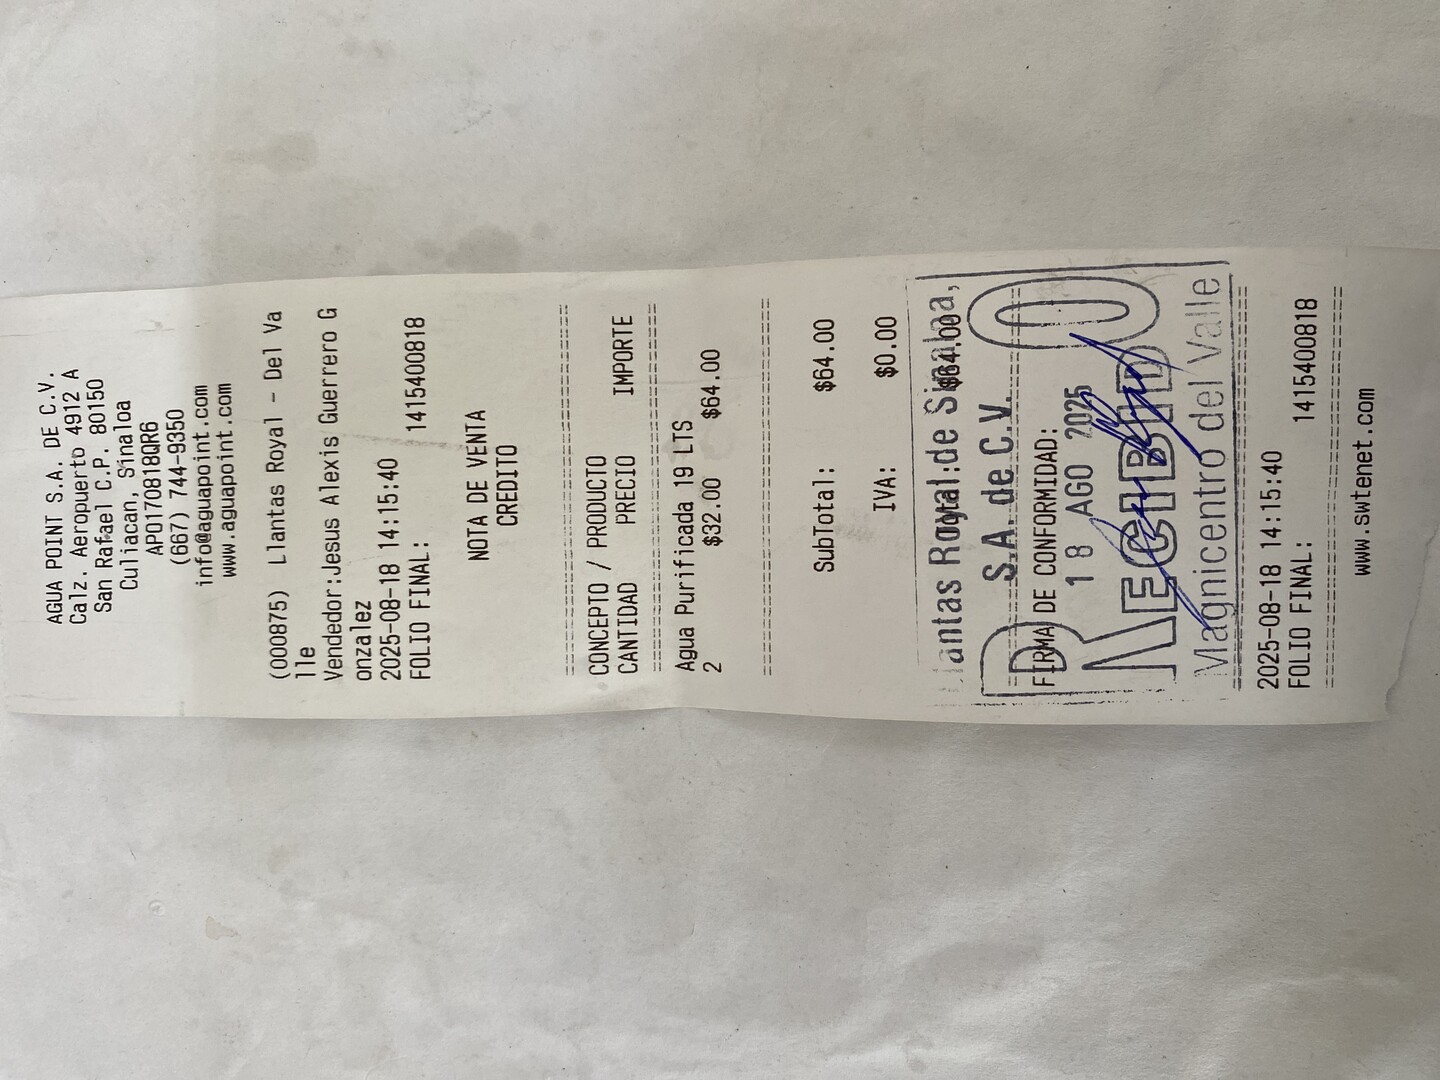 AGUA POINT S.A. DE C.V.
Calz. Aeropuerto 4912 A
San Rafael C.P. 80150
Culiacan, Sinaloa
APO170818QR6
(667) 744-9350
info@aguapoint.com
www.aguapoint.com
(000875) Llantas Royal - Del Va
lle
Vendedor:Jesus Alexis Guerrero G
onzalez
2025-08-18 14:15:40
FOLIO FINAL: 1415400818
NOTA DE VENTA
CREDITO
CONCEPTO / PRODUCTO
CANTIDAD PRECIO IMPORTE
Agua Purificada 19 LTS
2 $32.00 $64.00
SubTotal: $64.00
IVA: $0.00
Total: $64.00
Llantas Royal de Sinaloa,
S.A. de C.V.
FIRMA DE CONFORMIDAD:
18 AGO 2025
RECIBIDO
Magnicentro del Valle
2025-08-18 14:15:40
FOLIO FINAL: 1415400818
www.swtenet.com